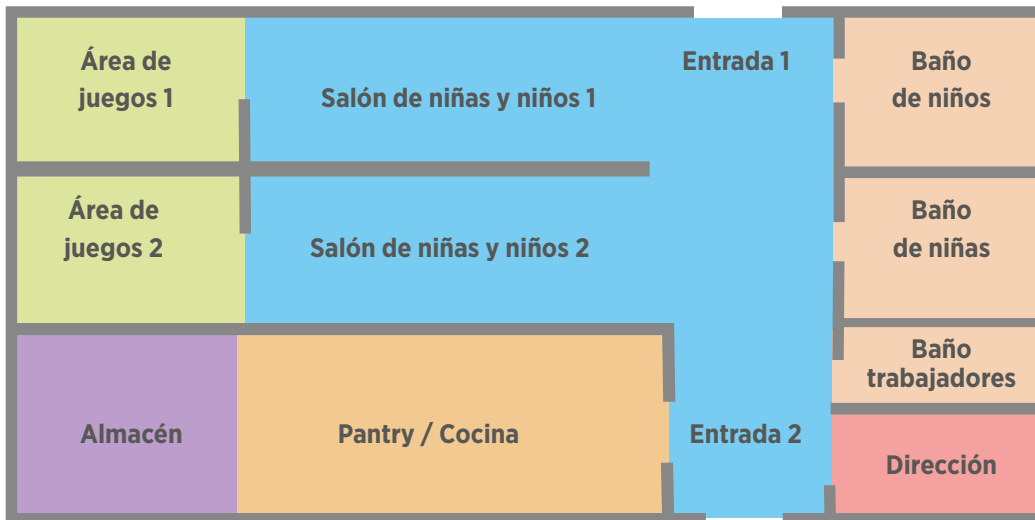 Área de
juegos 1
Salón de niñas y niños 1
Entrada 1
Baño
de niños
Área de
juegos 2
Salón de niñas y niños 2
Baño
de niñas
Baño
trabajadores
Almacén
Pantry / Cocina
Entrada 2
Dirección